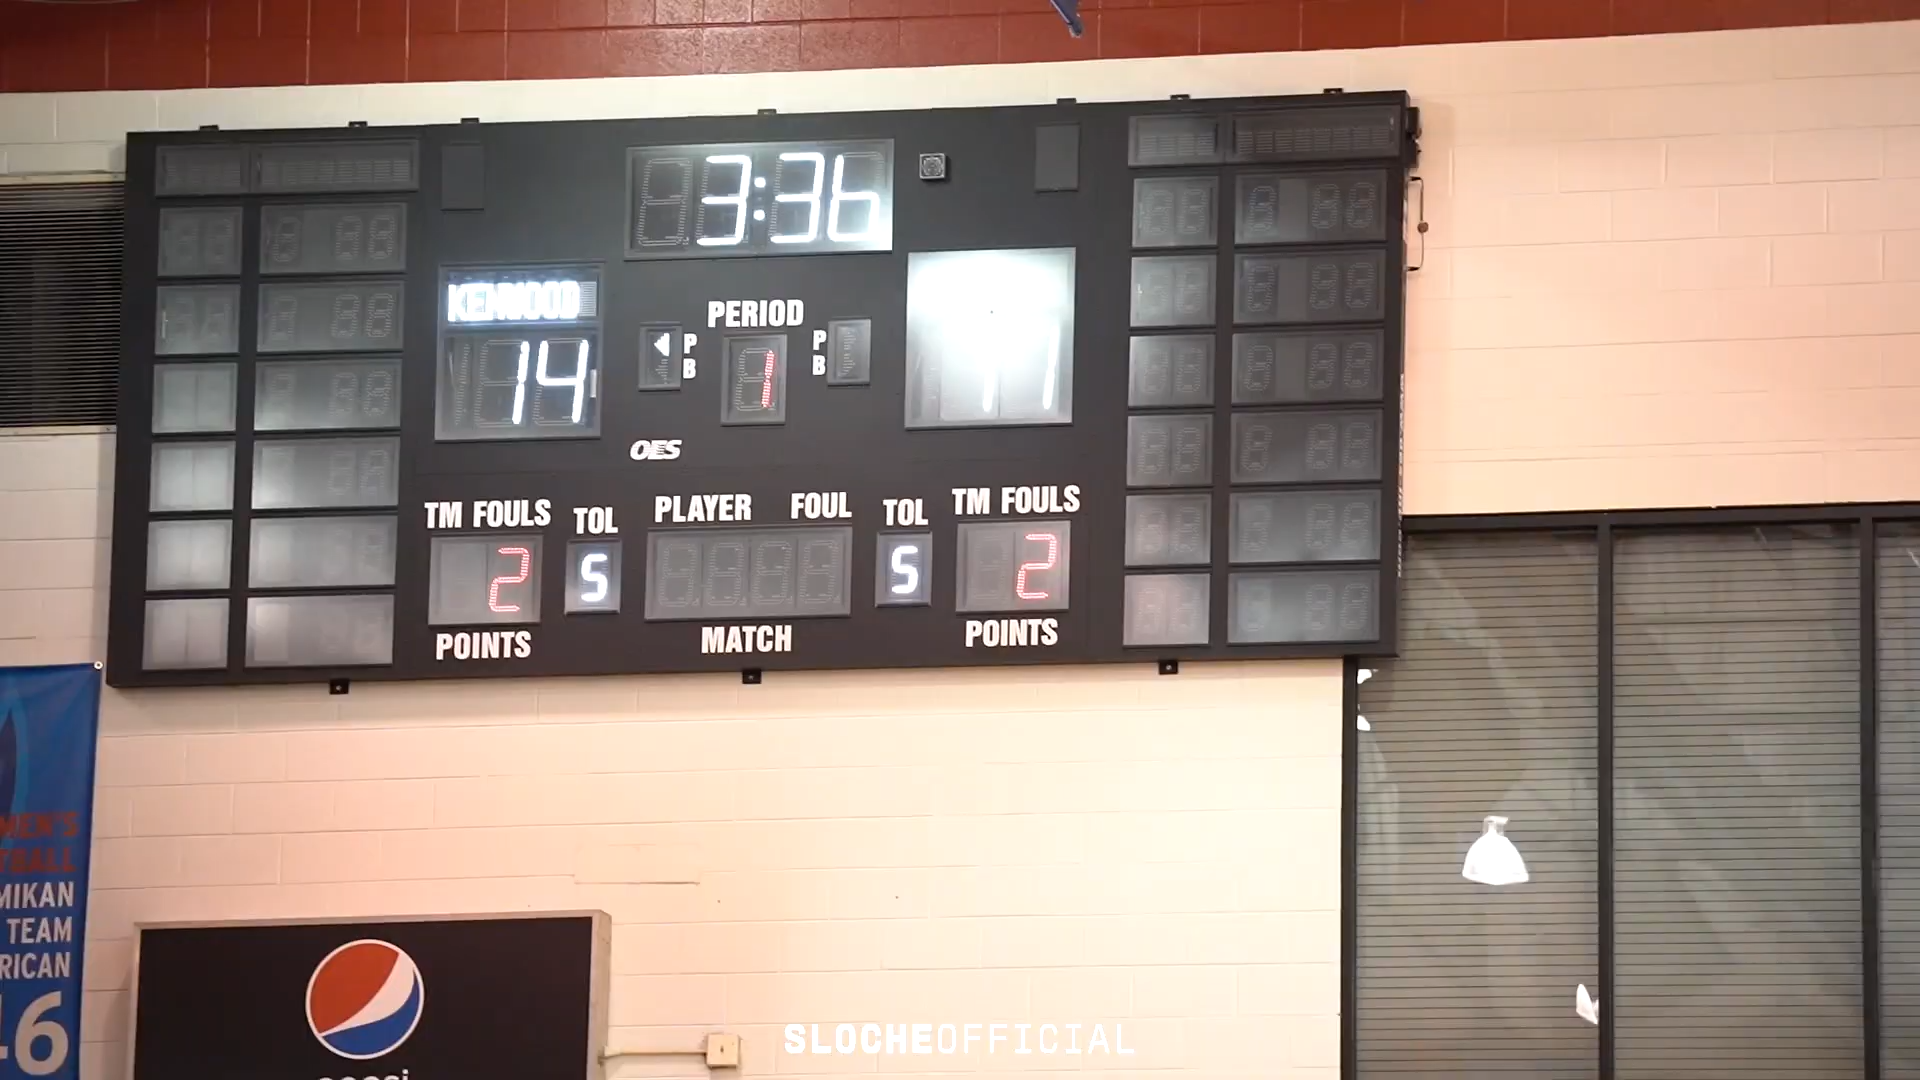 3:36
KENWOOD
14
PERIOD
P
B
1
P
B
OES
TM FOULS
TOL
PLAYER
FOUL
TOL
TM FOULS
2
5
5
2
POINTS
MATCH
POINTS
MIKAN
TEAM
46
SLOCHEOFFICIAL